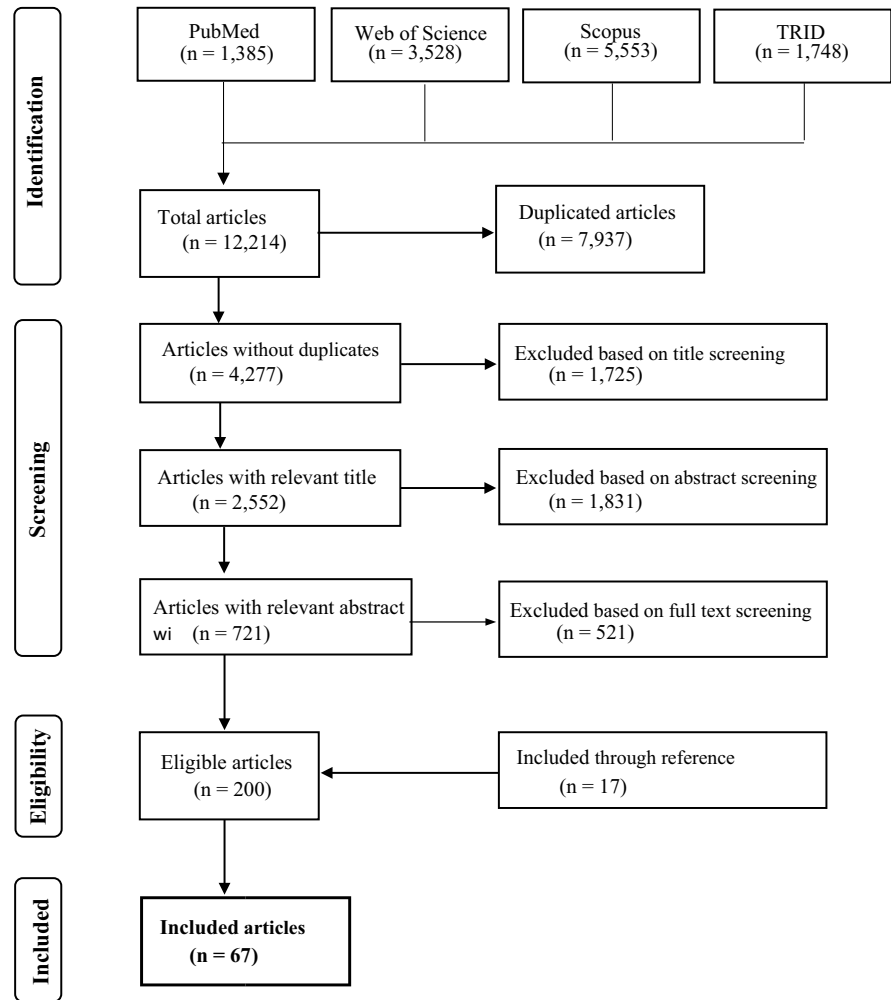 PubMed
(n = 1,385)
Web of Science
(n = 3,528)
Scopus
(n = 5,553)
TRID
(n = 1,748)
Identification
Total articles
(n = 12,214)
Duplicated articles
(n = 7,937)
Screening
Articles without duplicates
(n = 4,277)
Excluded based on title screening
(n = 1,725)
Articles with relevant title
(n = 2,552)
Excluded based on abstract screening
(n = 1,831)
Articles with relevant abstract
wi (n = 721)
Excluded based on full text screening
(n = 521)
Eligibility
Eligible articles
(n = 200)
Included through reference
(n = 17)
Included
Included articles
(n = 67)